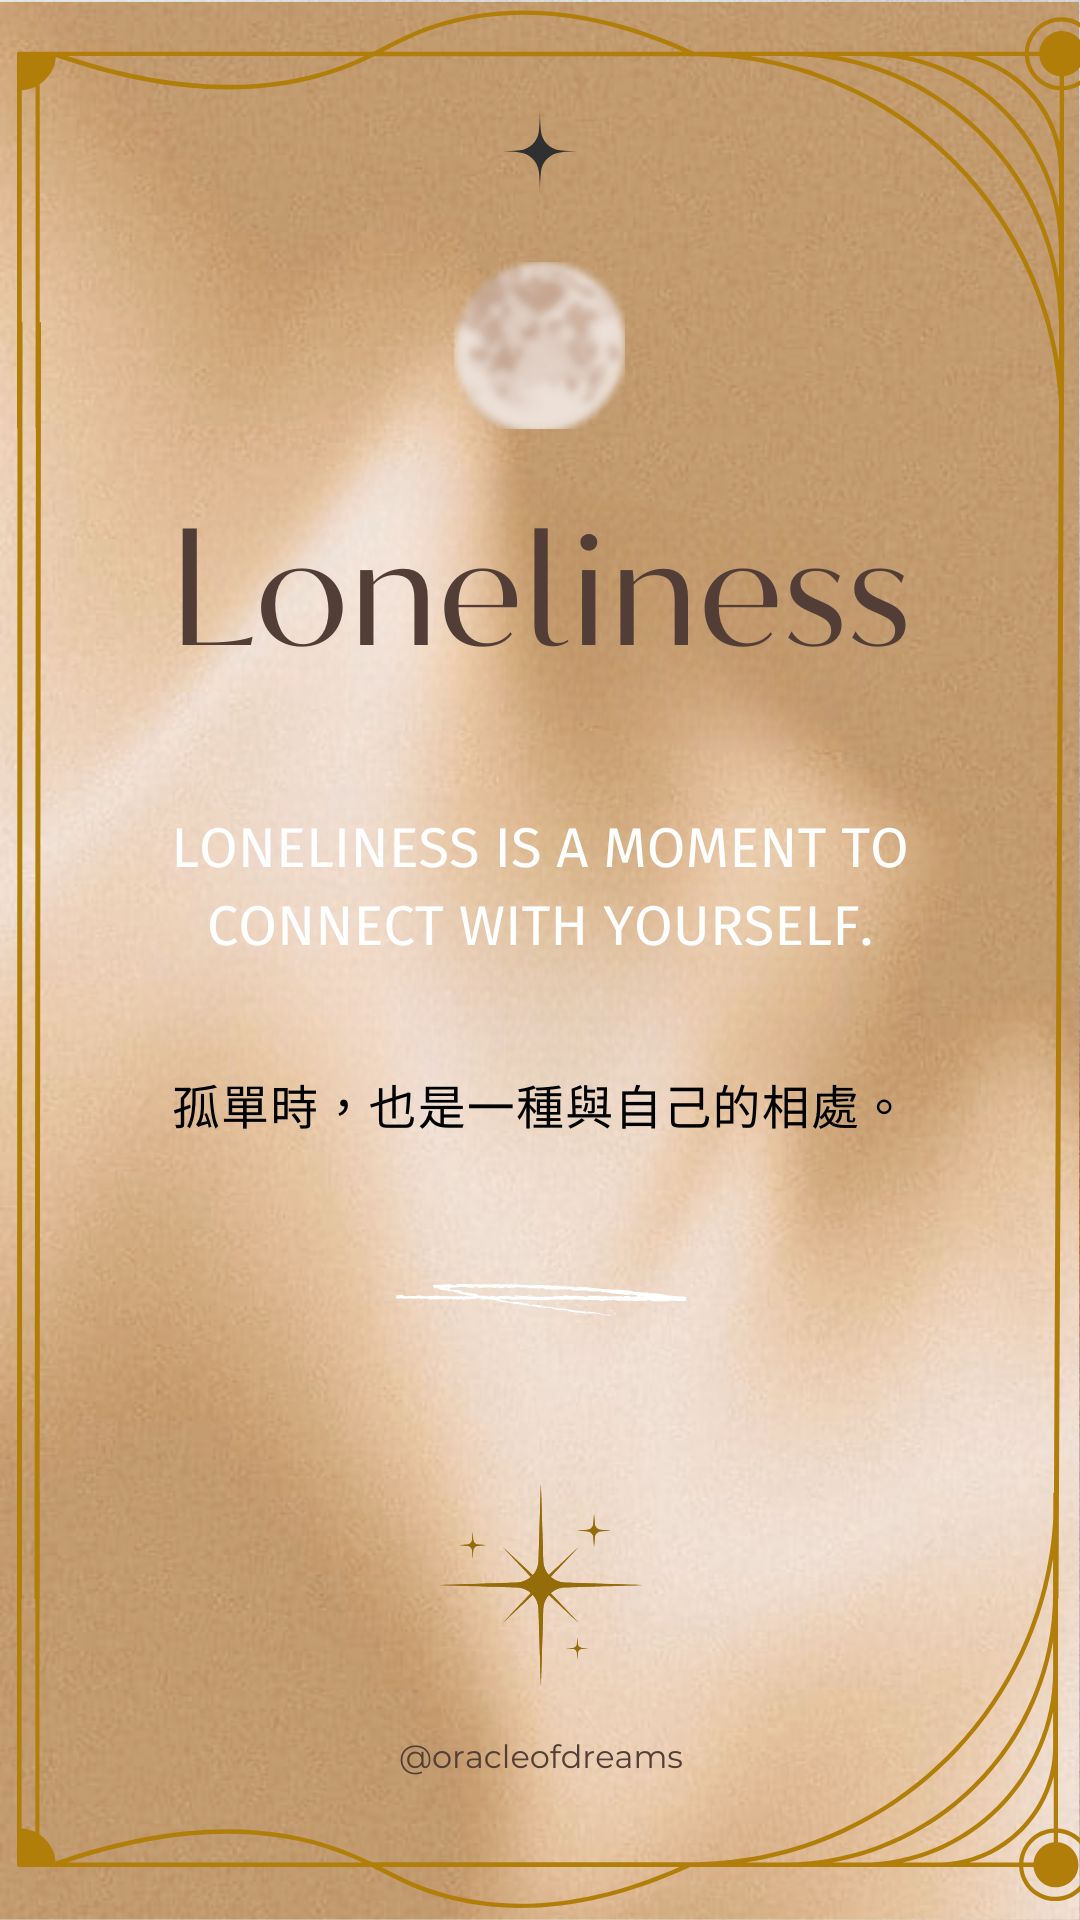 Loneliness
LONELINESS IS A MOMENT TO
CONNECT WITH YOURSELF.
孤單時，也是一種與自己的相處。
@oracleofdreams